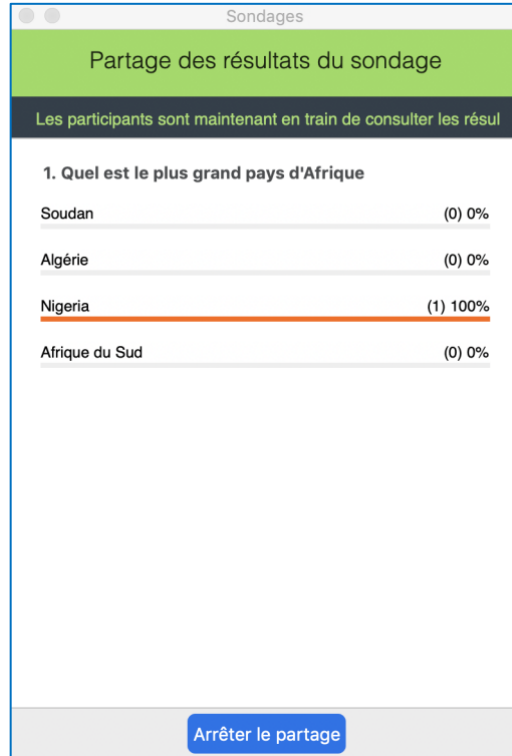 Sondages
Partage des résultats du sondage
Les participants sont maintenant en train de consulter les résul
1. Quel est le plus grand pays d'Afrique
Soudan (0) 0%
Algérie (0) 0%
Nigeria (1) 100%
Afrique du Sud (0) 0%
Arrêter le partage